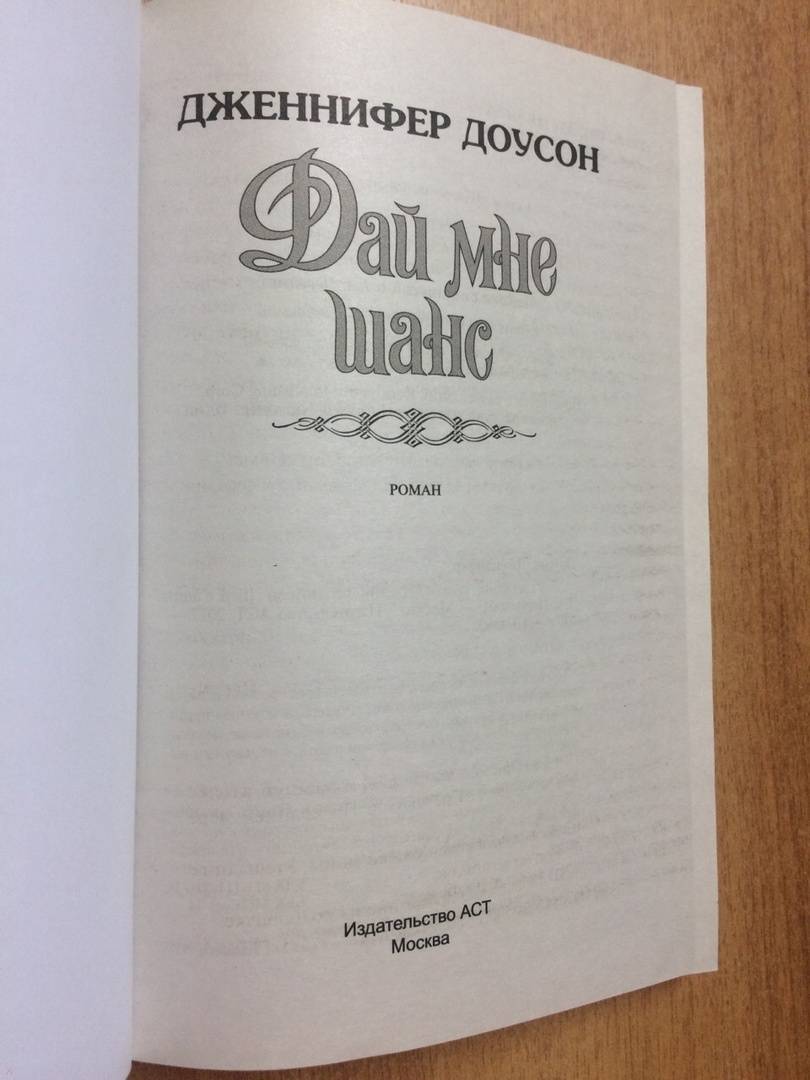 ДЖЕННИФЕР ДОУСОН
Дай мне
шанс
РОМАН
Издательство АСТ
Москва